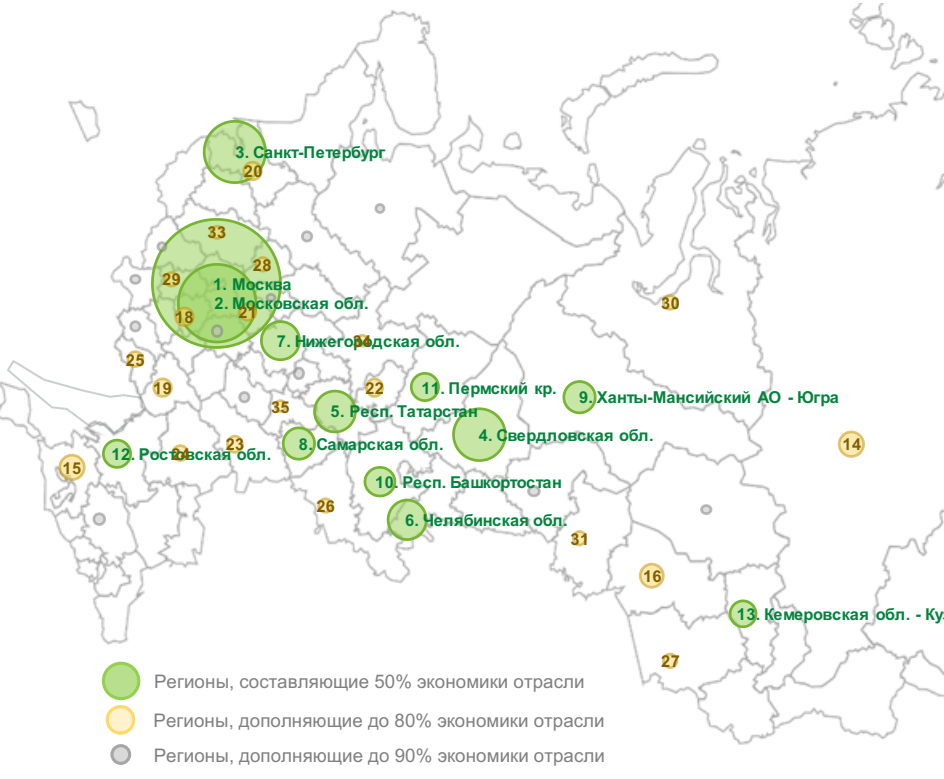 3. Санкт-Петербург
20
33
28
29
1. Москва
2. Московская обл.
18
21
30
7. Нижегородская обл.
34
25
19
22
11. Пермский кр.
9. Ханты-Мансийский АО - Югра
35
5. Респ. Татарстан
4. Свердловская обл.
8. Самарская обл.
23
24
12. Ростовская обл.
14
15
10. Респ. Башкортостан
26
6. Челябинская обл.
31
16
13. Кемеровская обл. - Ку
27
Регионы, составляющие 50% экономики отрасли
Регионы, дополняющие до 80% экономики отрасли
Регионы, дополняющие до 90% экономики отрасли